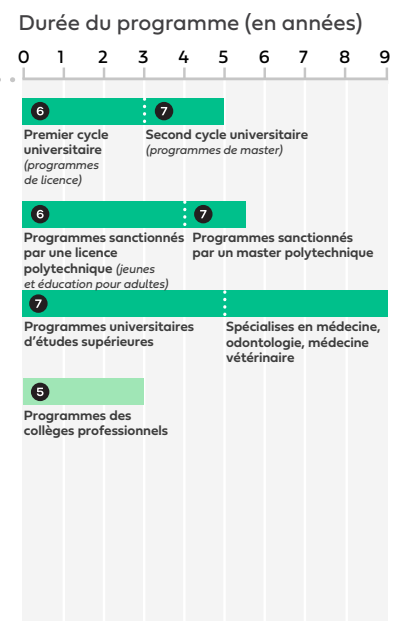 Durée du programme (en années)
0 1 2 3 4 5 6 7 8 9
6 7
Premier cycle
universitaire
(programmes
de licence)
Second cycle universitaire
(programmes de master)
6 7
Programmes sanctionnés
par une licence
polytechnique (jeunes
et éducation pour adultes)
Programmes sanctionnés
par un master polytechnique
7
Programmes universitaires
d’études supérieures
Spécialises en médecine,
odontologie, médecine
vétérinaire
5
Programmes des
collèges professionnels